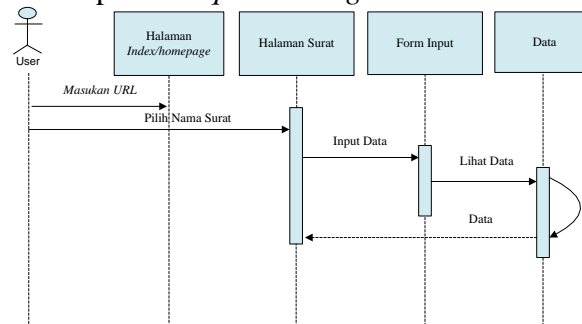 User
Halaman
Index/homepage
Halaman Surat
Form Input
Data
Masukan URL
Pilih Nama Surat
Input Data
Lihat Data
Data